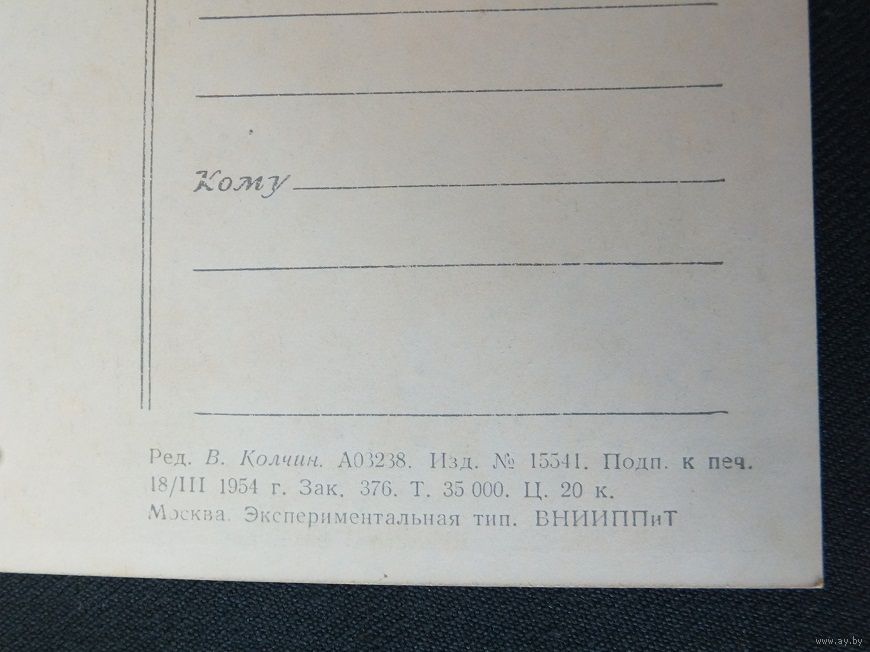 Кому
Ред. В. Колчин. А03238. Изд. № 15541. Подп. к печ.
18/III 1954 г. Зак. 376. Т. 35 000. Ц. 20 к.
Москва. Экспериментальная тип. ВНИИППиТ
www.ay.by